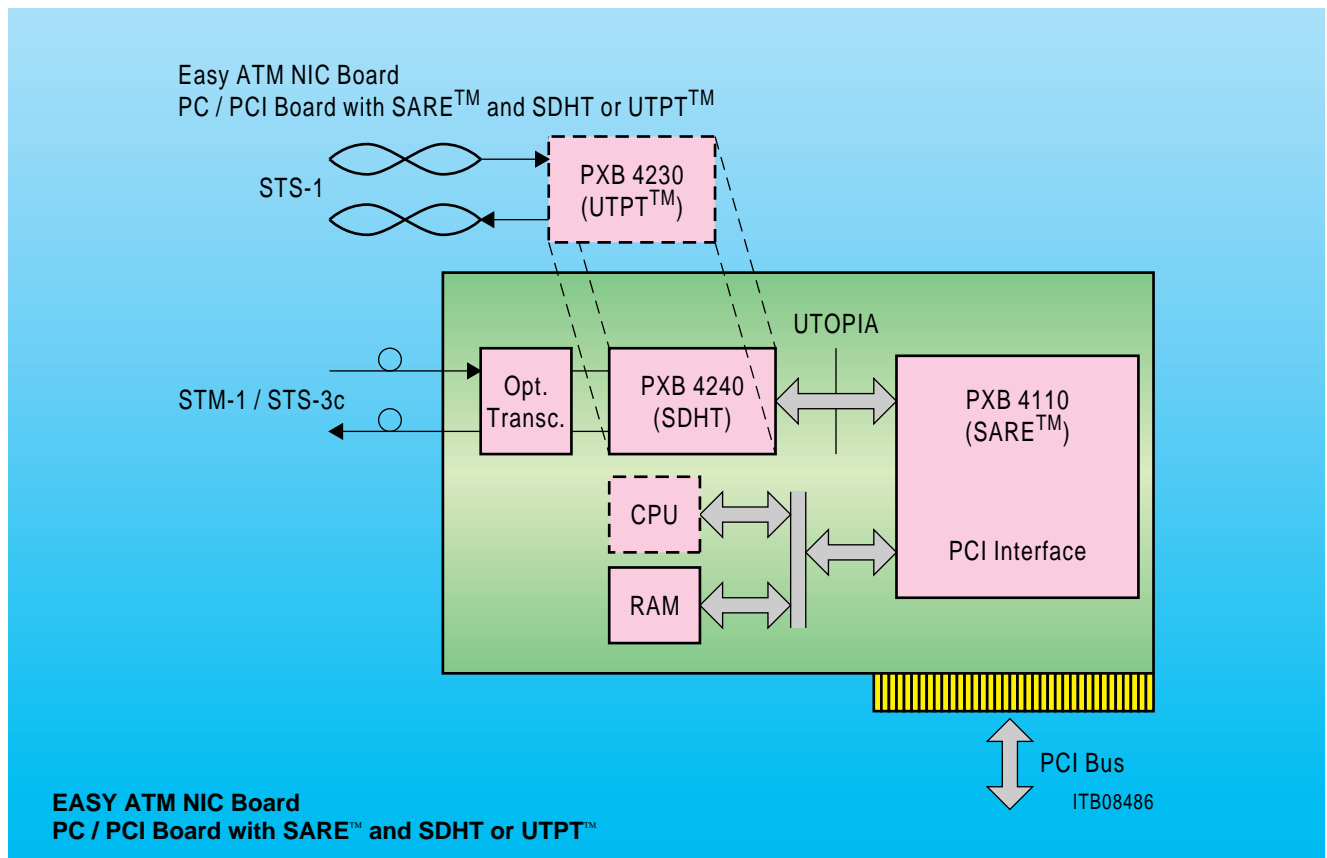 Easy ATM NIC Board
PC / PCI Board with SARE™ and SDHT or UTPT™
STS-1
PXB 4230
(UTPT™)
UTOPIA
STM-1 / STS-3c
Opt.
Transc.
PXB 4240
(SDHT)
PXB 4110
(SARE™)
CPU
PCI Interface
RAM
PCI Bus
ITB08486
EASY ATM NIC Board
PC / PCI Board with SARE™ and SDHT or UTPT™